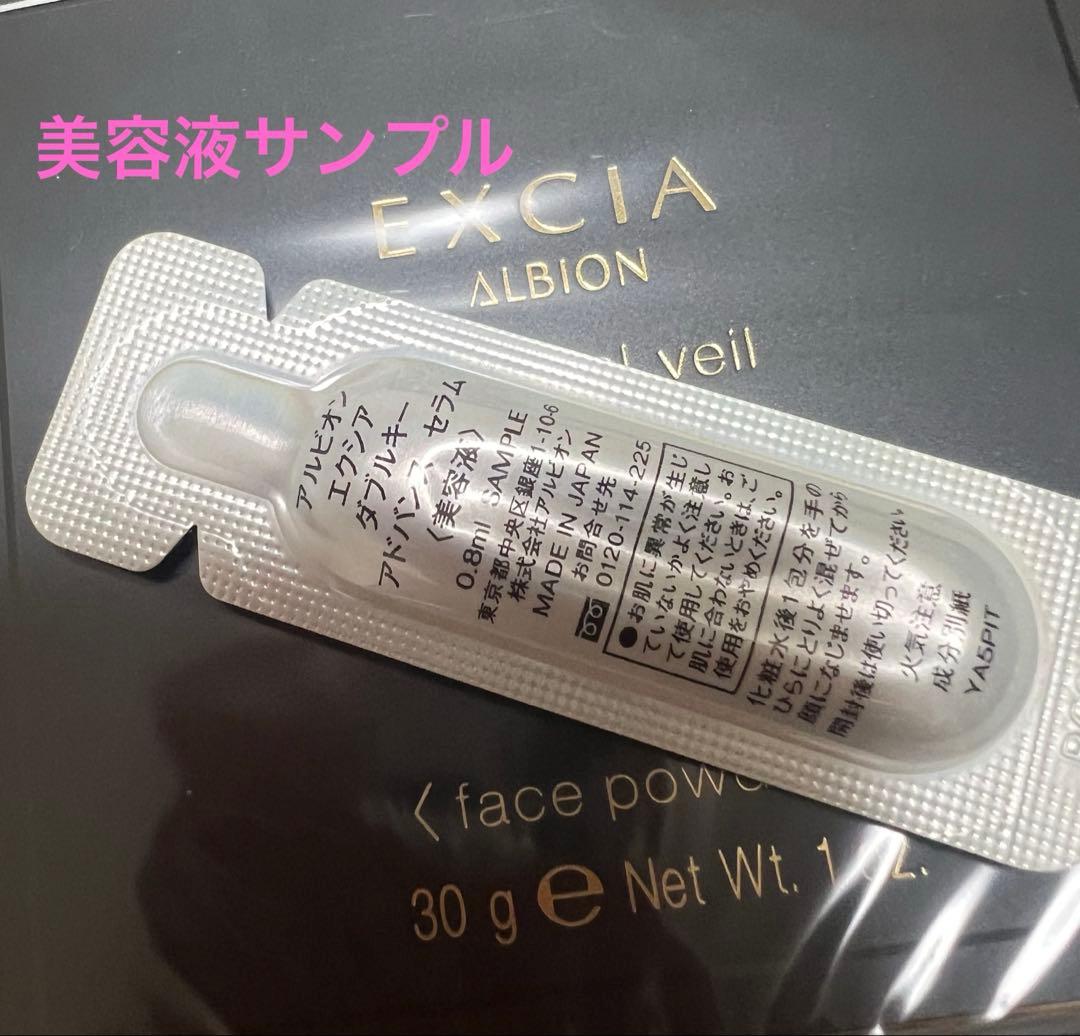 美容液サンプル
EXCIA
ALBION
veil
アルビオン
エクシア
ダブルキー
アドバンス セラム
〈美容液〉
0.8ml SAMPLE
東京都中央区銀座1-10-6
株式会社アルビオン
MADE IN JAPAN
お問合せ先
0120-114-225
●お肌に異常が生じ
ていないかよく注意し
て使用してください。お
肌に合わないときは、ご
使用をおやめください。
化粧水後1包分を手の
ひらにとりよく混ぜてから
顔になじませます。
開封後は使い切ってください
火気注意
成分別紙
YA5PIT
〈 face
30 g e Net Wt. 1